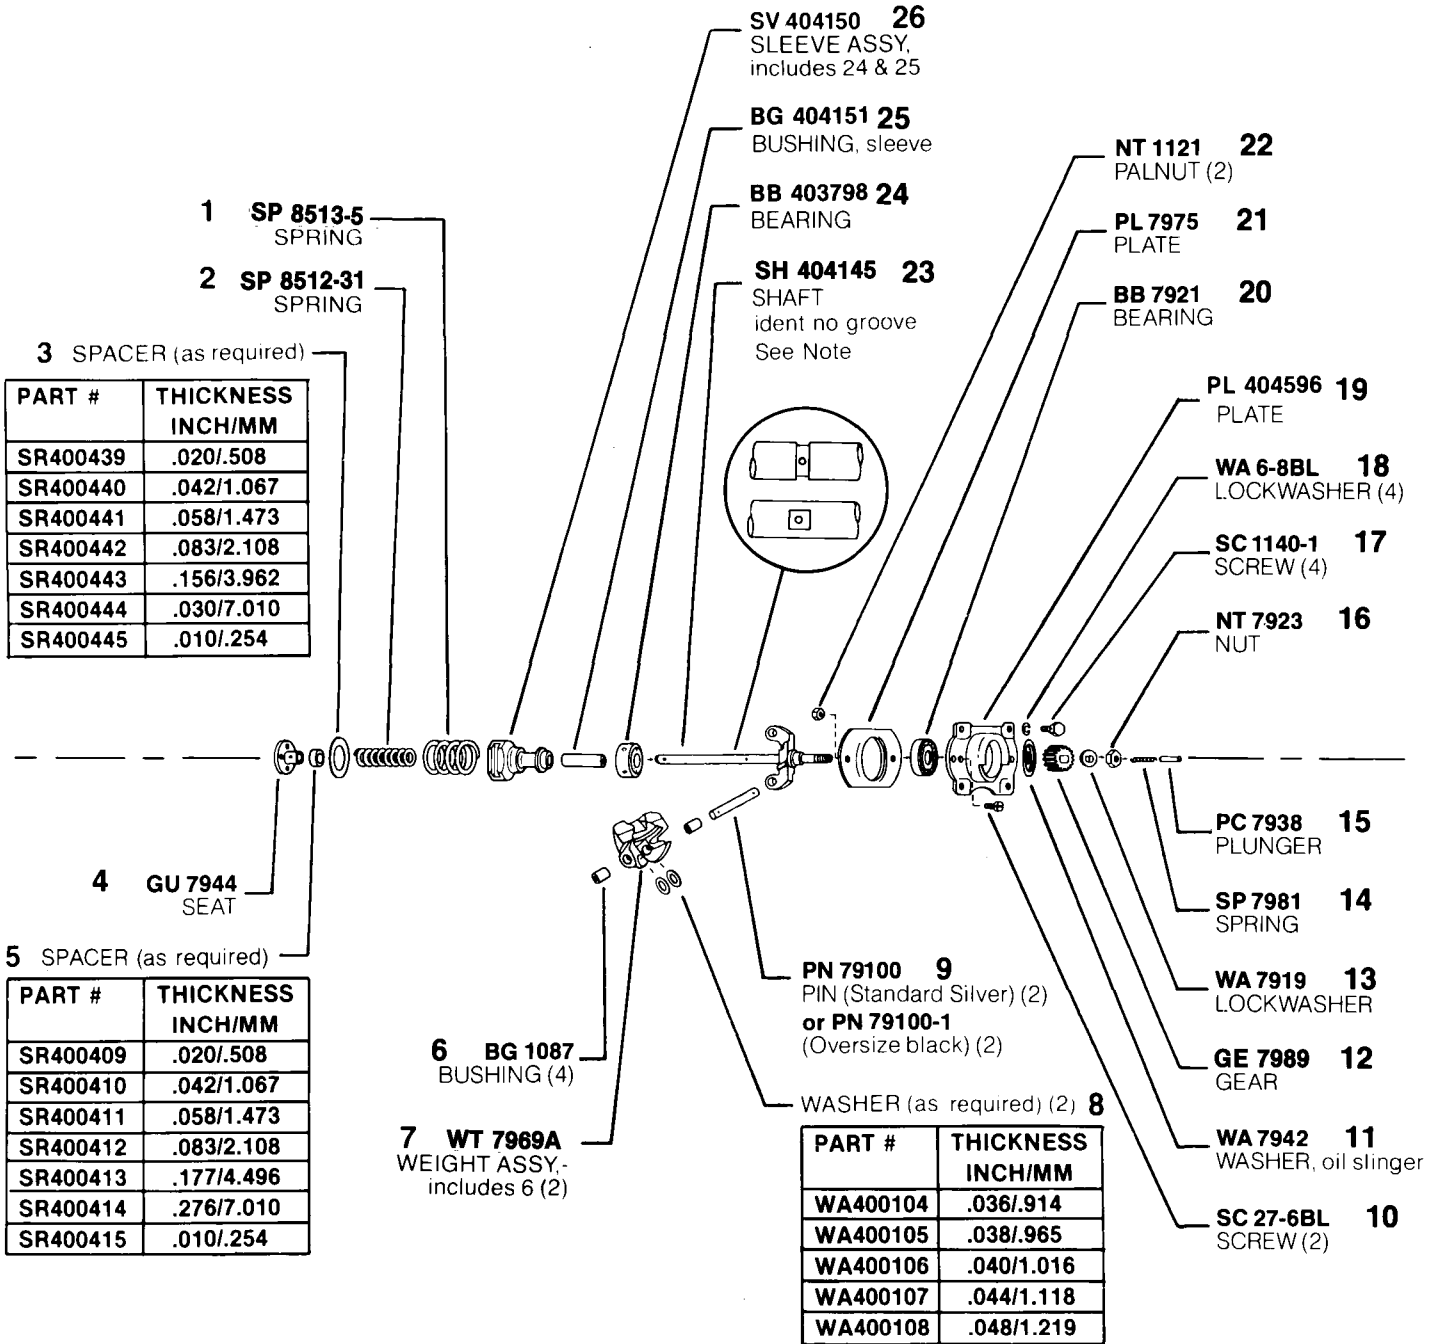 SV 404150 26
SLEEVE ASSY,
includes 24 & 25
BG 404151 25
BUSHING, sleeve
BB 403798 24
BEARING
SH 404145 23
SHAFT
ident no groove
See Note
NT 1121 22
PALNUT (2)
PL 7975 21
PLATE
BB 7921 20
BEARING
PL 404596 19
PLATE
WA 6-8BL 18
LOCKWASHER (4)
SC 1140-1 17
SCREW (4)
NT 7923 16
NUT
1 SP 8513-5
SPRING
2 SP 8512-31
SPRING
3 SPACER (as required)
PART # THICKNESS
INCH/MM
SR400439 .020/.508
SR400440 .042/1.067
SR400441 .058/1.473
SR400442 .083/2.108
SR400443 .156/3.962
SR400444 .030/7.010
SR400445 .010/.254
4 GU 7944
SEAT
5 SPACER (as required)
PART # THICKNESS
INCH/MM
SR400409 .020/.508
SR400410 .042/1.067
SR400411 .058/1.473
SR400412 .083/2.108
SR400413 .177/4.496
SR400414 .276/7.010
SR400415 .010/.254
6 BG 1087
BUSHING (4)
7 WT 7969A
WEIGHT ASSY,-
includes 6 (2)
PN 79100 9
PIN (Standard Silver) (2)
or PN 79100-1
(Oversize black) (2)
WASHER (as required) (2) 8
PART # THICKNESS
INCH/MM
WA400104 .036/.914
WA400105 .038/.965
WA400106 .040/1.016
WA400107 .044/1.118
WA400108 .048/1.219
PC 7938 15
PLUNGER
SP 7981 14
SPRING
WA 7919 13
LOCKWASHER
GE 7989 12
GEAR
WA 7942 11
WASHER, oil slinger
SC 27-6BL 10
SCREW (2)